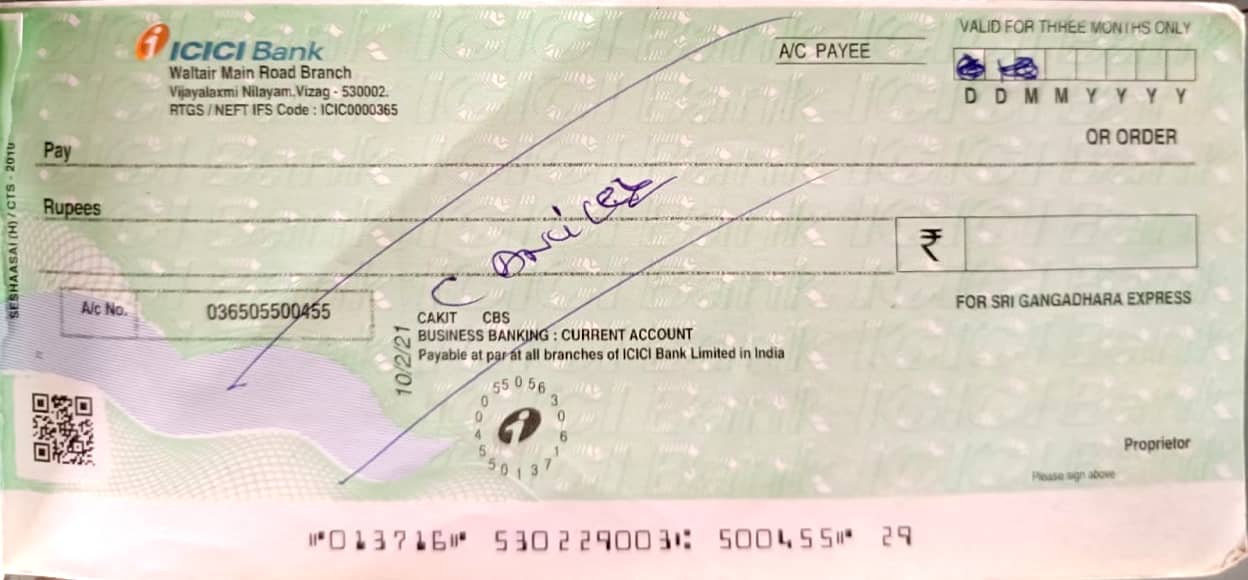 ICICI Bank
Waltair Main Road Branch
Vijayalaxmi Nilayam,Vizag - 530002.
RTGS / NEFT IFS Code : ICIC0000365
A/C PAYEE
VALID FOR THREE MONTHS ONLY
D D M M Y Y Y Y
Pay
OR ORDER
Rupees
₹
Cancel
A/c No. 036505500455
FOR SRI GANGADHARA EXPRESS
CAKIT CBS
BUSINESS BANKING : CURRENT ACCOUNT
Payable at par at all branches of ICICI Bank Limited in India
10/2/21
SESHAASAI (H) / CTS - 2010
Proprietor
Please sign above
"013716" 530229003: 500455" 29